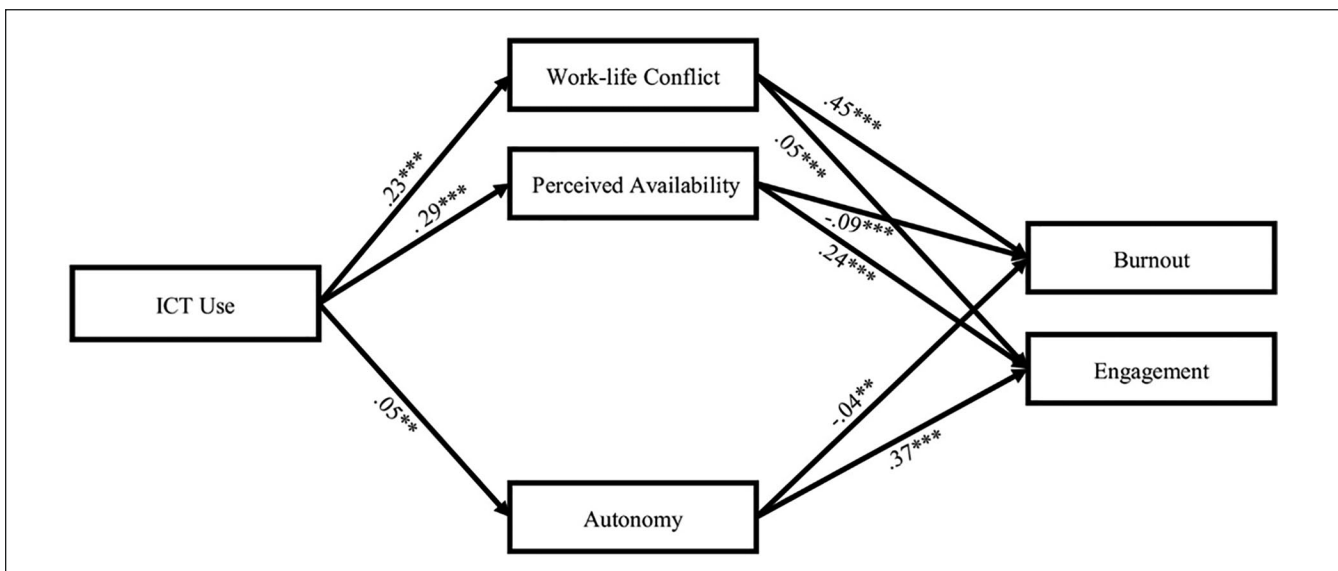 Work-life Conflict
.45***
.05***
.23***
Perceived Availability
.29***
-.09***
.24***
Burnout
ICT Use
Engagement
.05**
-.04**
.37***
Autonomy